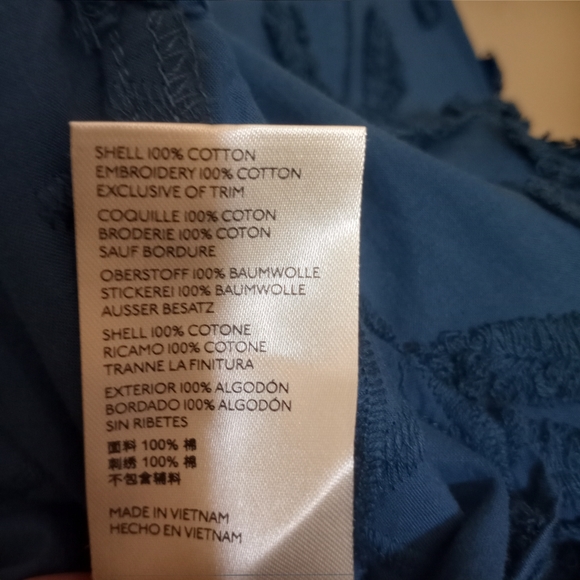 SHELL 100% COTTON
EMBROIDERY 100% COTTON
EXCLUSIVE OF TRIM
COQUILLE 100% COTON
BRODERIE 100% COTON
SAUF BORDURE
OBERSTOFF 100% BAUMWOLLE
STICKEREI 100% BAUMWOLLE
AUSSER BESATZ
SHELL 100% COTONE
RICAMO 100% COTONE
TRANNE LA FINITURA
EXTERIOR 100% ALGODÓN
BORDADO 100% ALGODÓN
SIN RIBETES
面料 100% 棉
刺绣 100% 棉
不包含辅料
MADE IN VIETNAM
HECHO EN VIETNAM